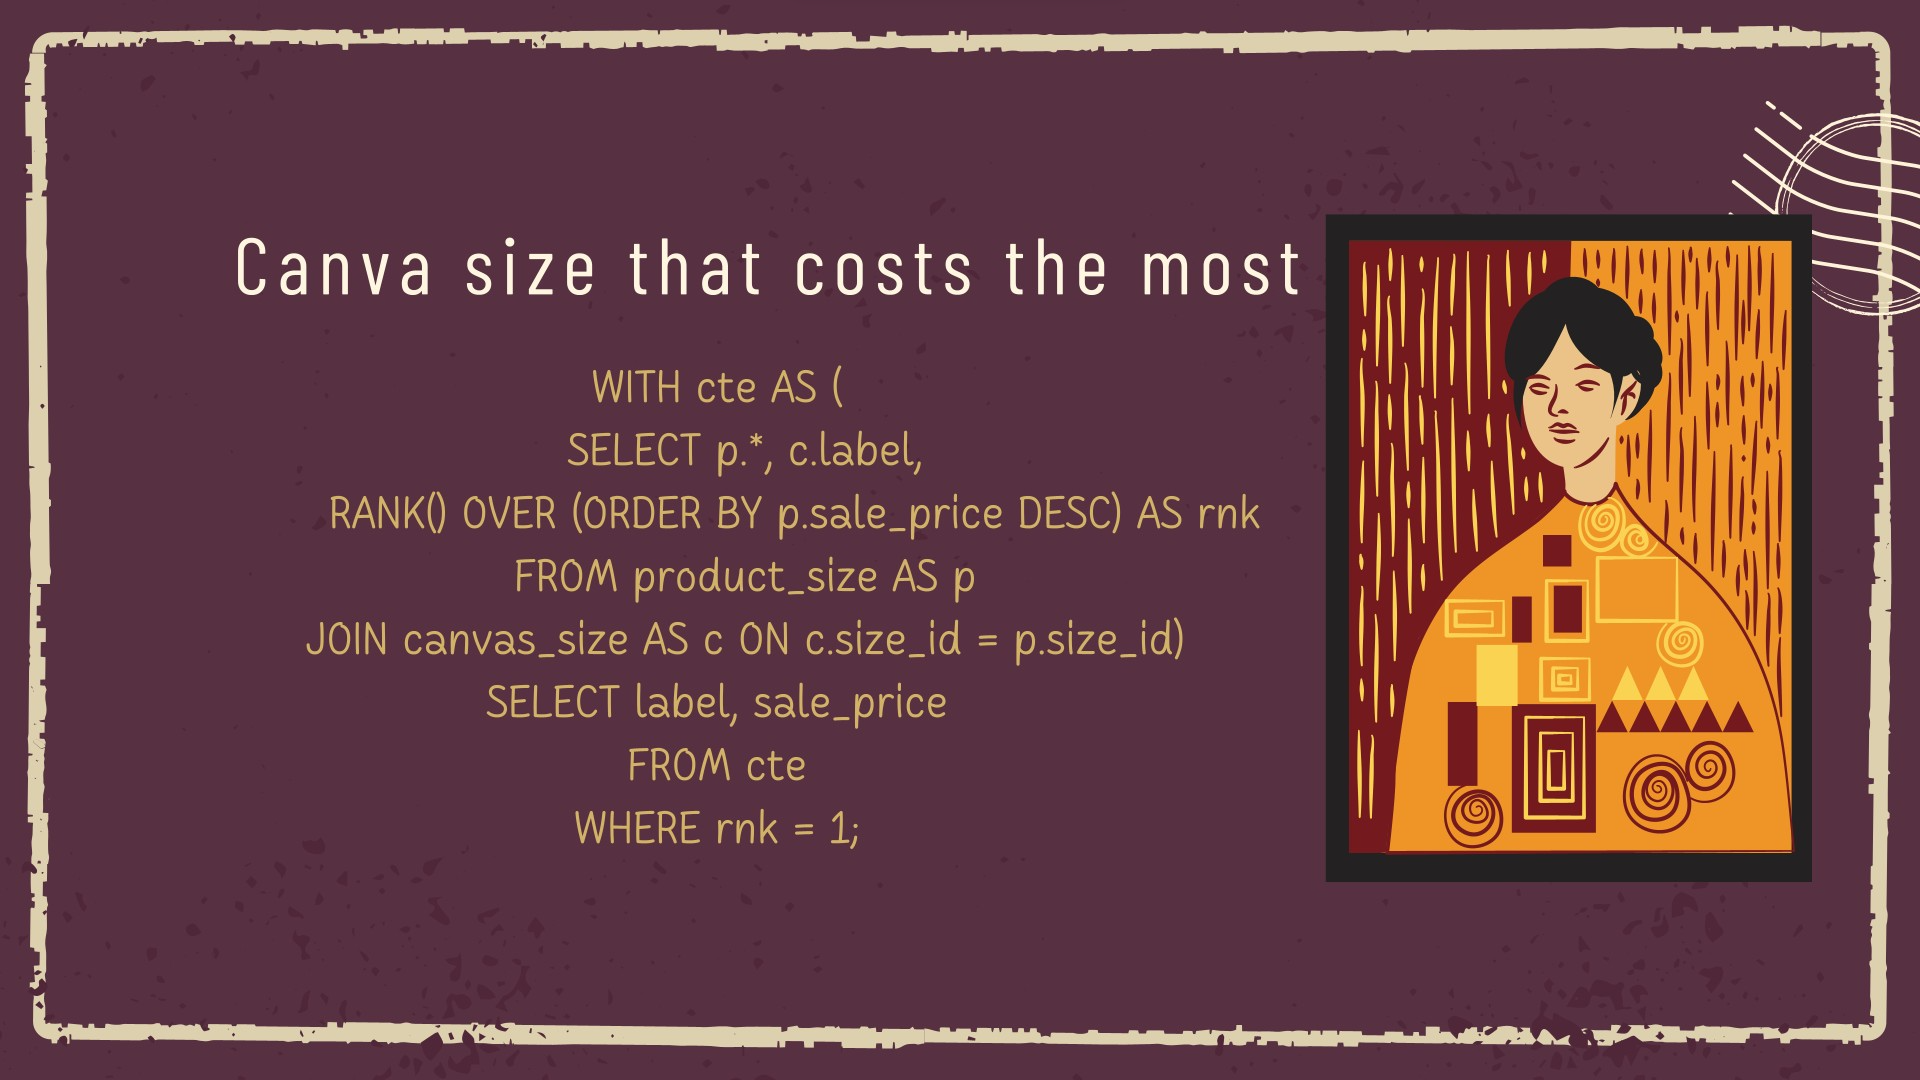 Canva size that costs the most
WITH cte AS (
SELECT p.*, c.label,
RANK() OVER (ORDER BY p.sale_price DESC) AS rnk
FROM product_size AS p
JOIN canvas_size AS c ON c.size_id = p.size_id)
SELECT label, sale_price
FROM cte
WHERE rnk = 1;